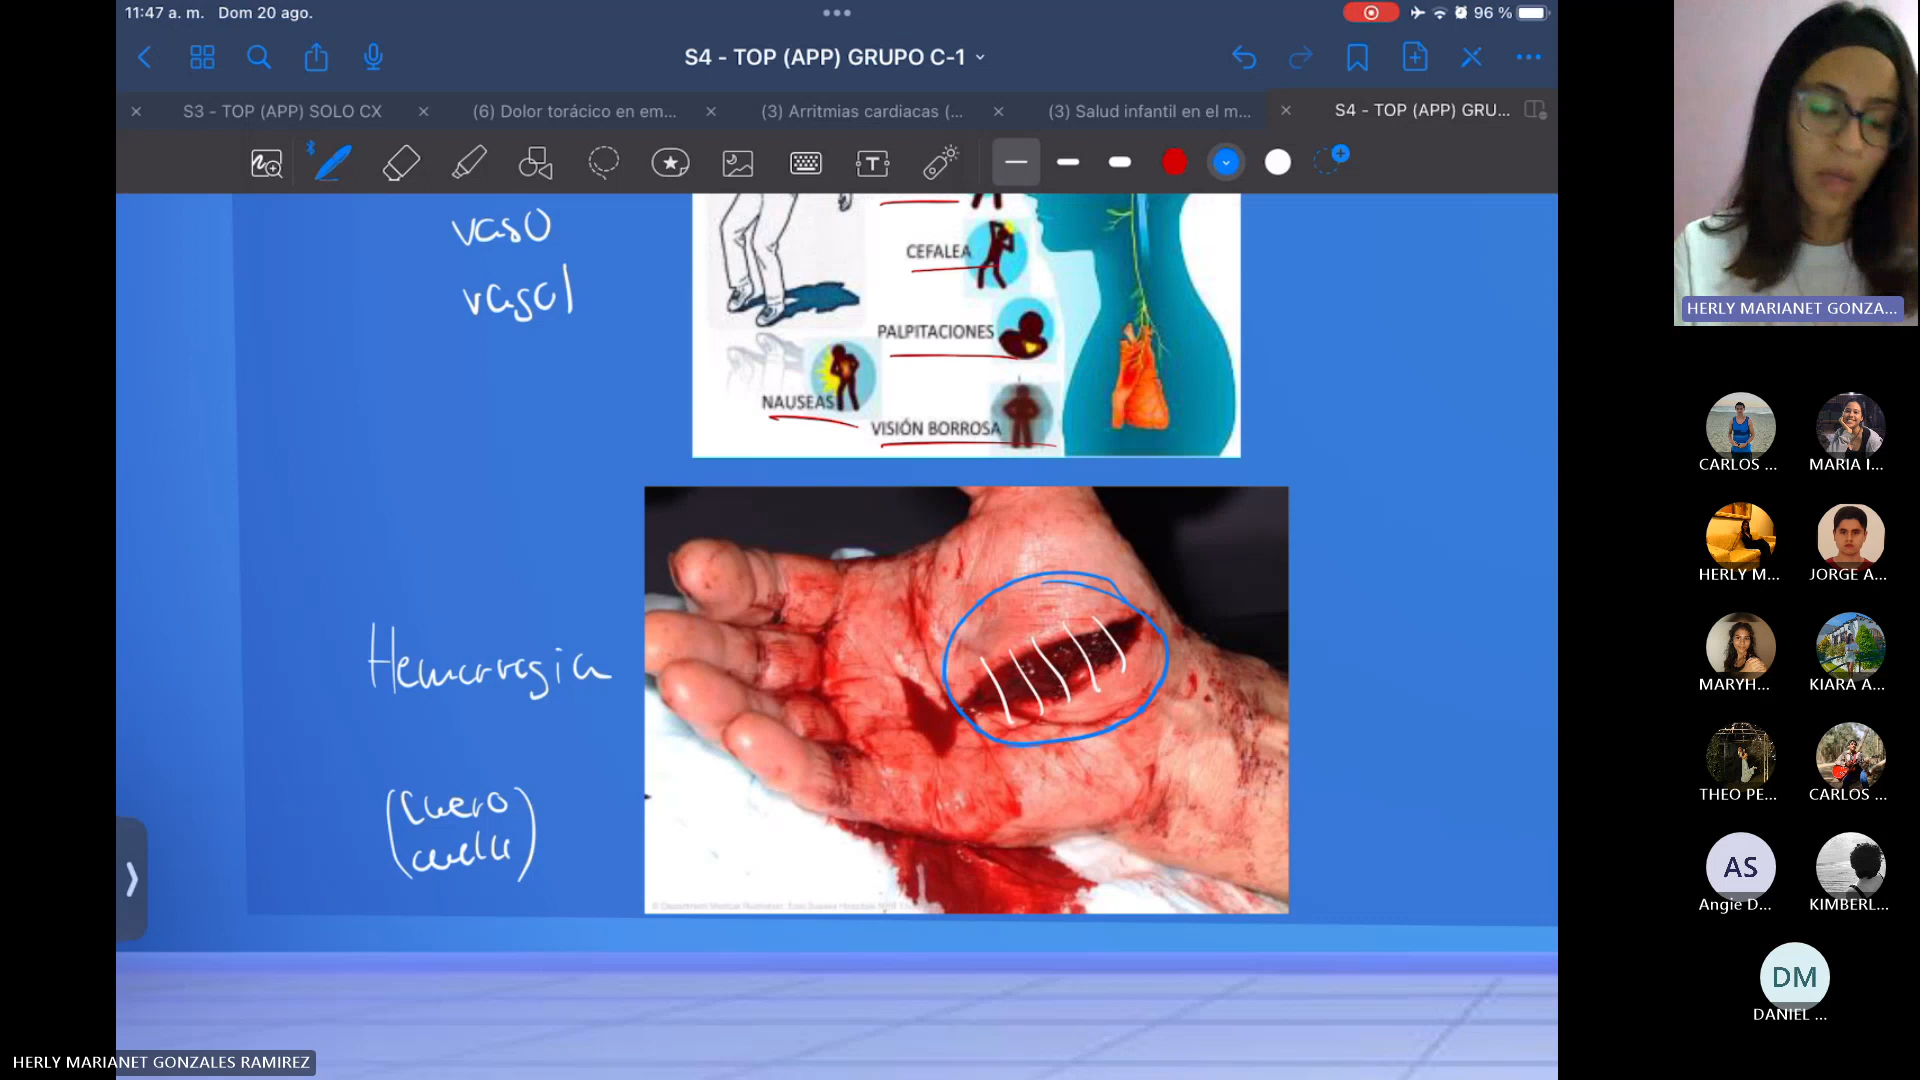 11:47 a. m. Dom 20 ago.
96 %
S4 - TOP (APP) GRUPO C-1
S3 - TOP (APP) SOLO CX
(6) Dolor torácico en em...
(3) Arritmias cardiacas (...
(3) Salud infantil en el m...
S4 - TOP (APP) GRU...
T
vaso
CEFALEA
PALPITACIONES
NAUSEAS
VISIÓN BORROSA
Hemorragia
(Cuero
HERLY MARIANET GONZA...
CARLOS ...
MARIA I...
HERLY M...
JORGE A...
MARYH...
KIARA A...
THEO PE...
CARLOS ...
AS
Angie D...
KIMBERL...
DM
DANIEL ...
HERLY MARIANET GONZALES RAMIREZ